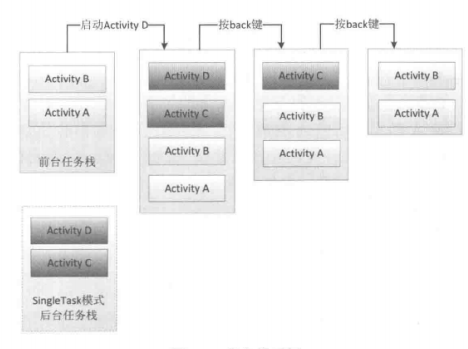 启动Activity D
按back键
按back键
Activity B
Activity A
前台任务栈
Activity D
Activity C
Activity B
Activity A
Activity C
Activity B
Activity A
Activity B
Activity A
Activity D
Activity C
SingleTask模式
后台任务栈